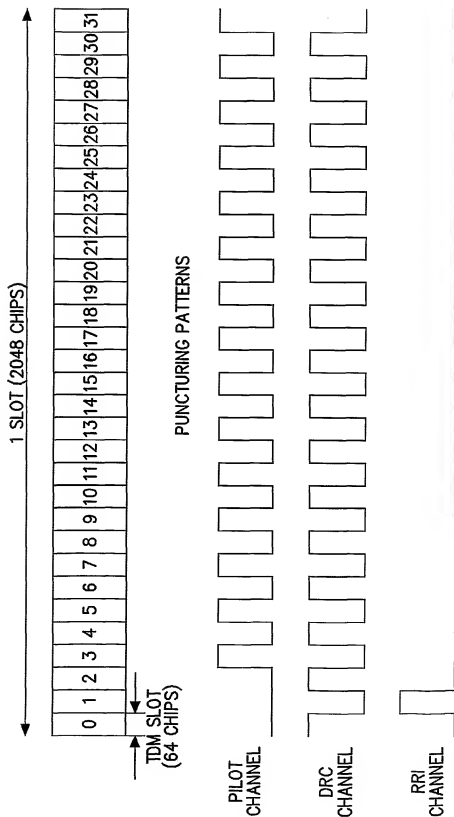 1 SLOT (2048 CHIPS)
0 1 2 3 4 5 6 7 8 9 10 11 12 13 14 15 16 17 18 19 20 21 22 23 24 25 26 27 28 29 30 31
TDM SLOT
(64 CHIPS)
PUNCTURING PATTERNS
PILOT
CHANNEL
DRC
CHANNEL
RRI
CHANNEL